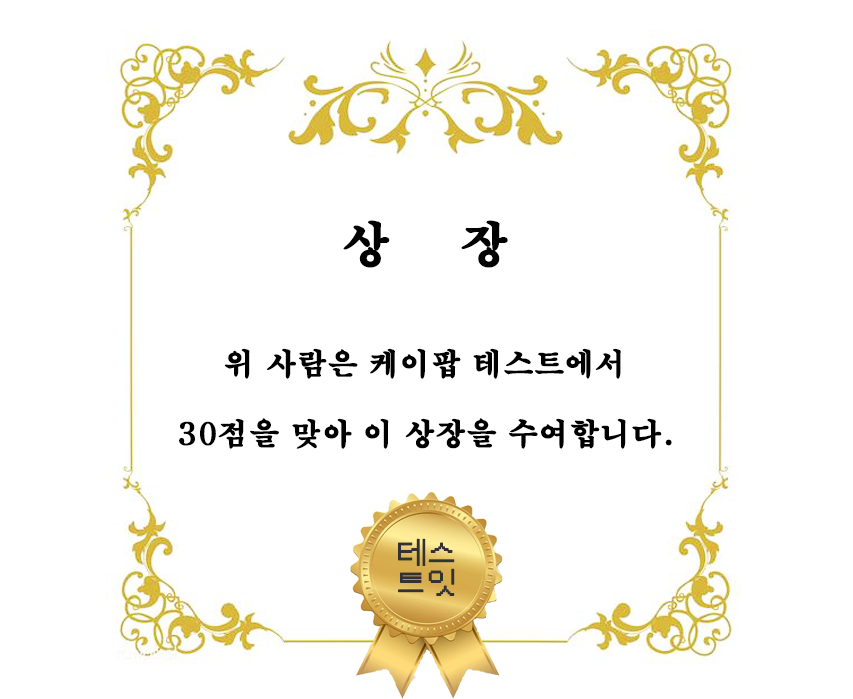 상 장
위 사람은 케이팝 테스트에서
30점을 맞아 이 상장을 수여합니다.
테스
트잇